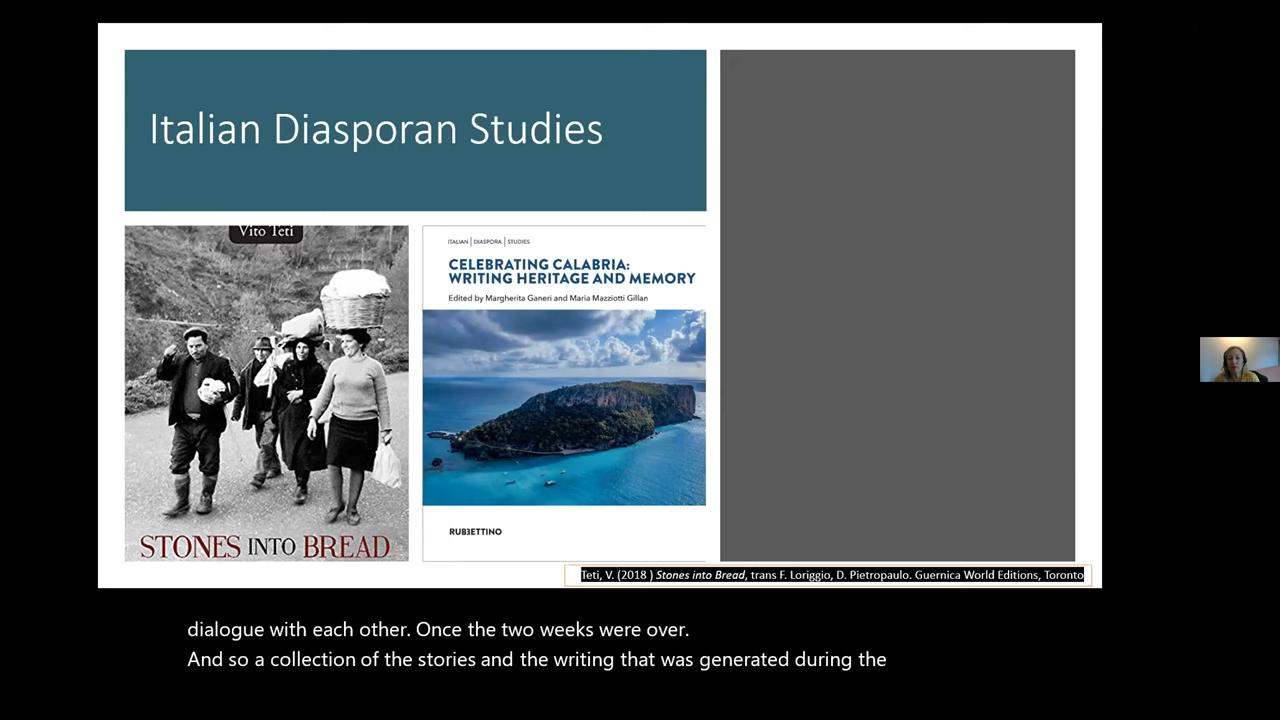 Italian Diasporan Studies
Vito Teti
STONES INTO BREAD
ITALIAN | DIASPORA | STUDIES
CELEBRATING CALABRIA:
WRITING HERITAGE AND MEMORY
Edited by Margherita Ganeri and Maria Mazziotti Gillan
RUBBETTINO
Teti, V. (2018 ) Stones into Bread, trans F. Loriggio, D. Pietropaulo. Guernica World Editions, Toronto
dialogue with each other. Once the two weeks were over.
And so a collection of the stories and the writing that was generated during the